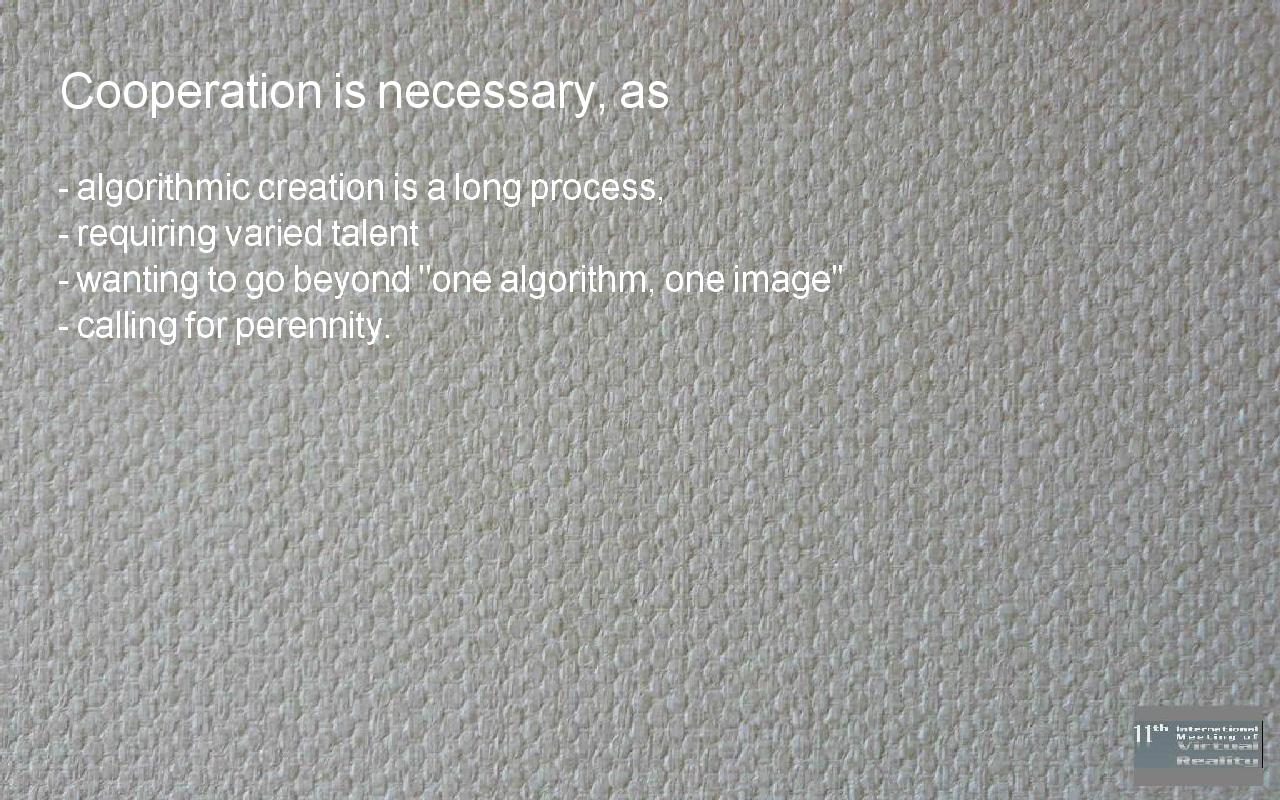 Cooperation is necessary, as
- algorithmic creation is a long process,
- requiring varied talent
- wanting to go beyond "one algorithm, one image"
- calling for perennity.
11th International
Meeting of
Virtual
Reality